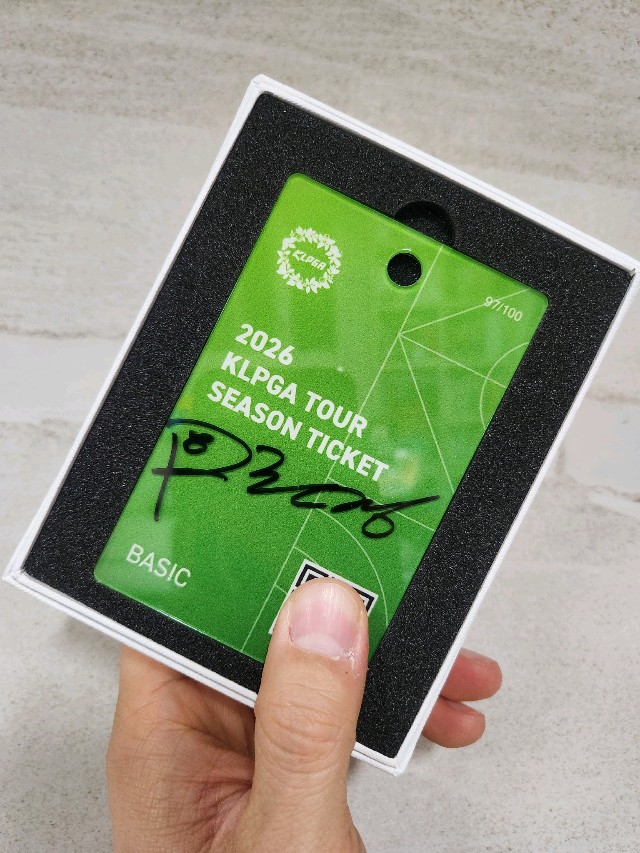 KLPGA
97/100
2026
KLPGA TOUR
SEASON TICKET
BASIC